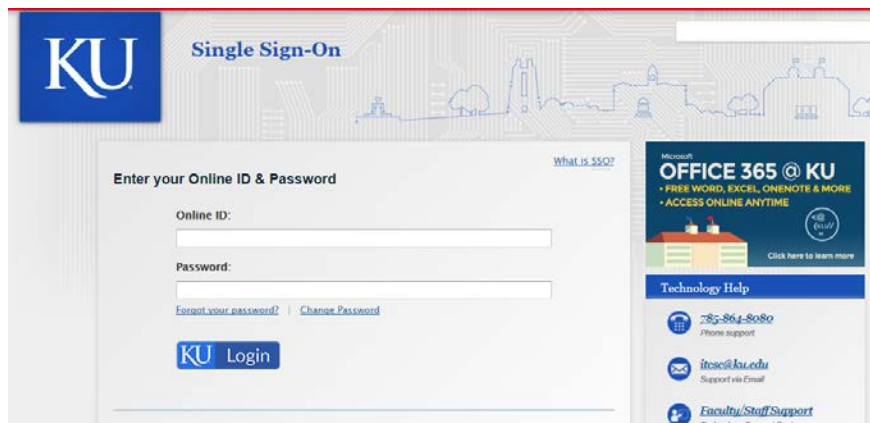 KU
Single Sign-On
What is SSO?
Enter your Online ID & Password
Online ID:
Password:
Forgot your password? | Change Password
KU Login
Microsoft
OFFICE 365 @ KU
• FREE WORD, EXCEL, ONENOTE & MORE
• ACCESS ONLINE ANYTIME
Click here to learn more
Technology Help
785-864-8080
Phone support
itcsc@ku.edu
Support via Email
Faculty/Staff Support